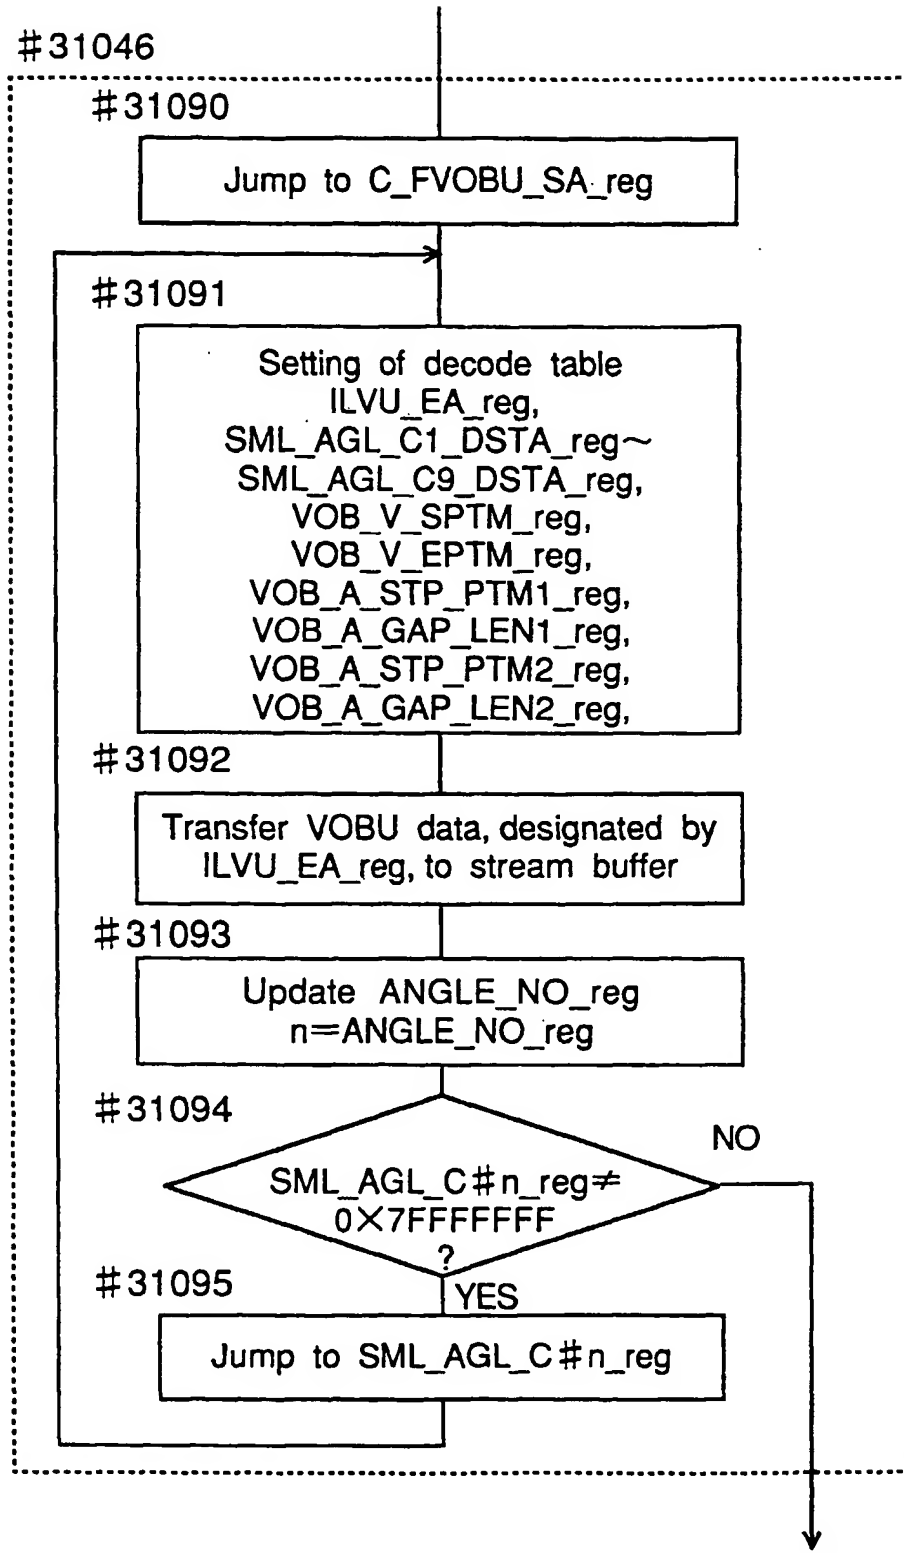 #31046
#31090
Jump to C_FVOBU_SA_reg
#31091
Setting of decode table
ILVU_EA_reg,
SML_AGL_C1_DSTA_reg~
SML_AGL_C9_DSTA_reg,
VOB_V_SPTM_reg,
VOB_V_EPTM_reg,
VOB_A_STP_PTM1_reg,
VOB_A_GAP_LEN1_reg,
VOB_A_STP_PTM2_reg,
VOB_A_GAP_LEN2_reg,
#31092
Transfer VOBU data, designated by
ILVU_EA_reg, to stream buffer
#31093
Update ANGLE_NO_reg
n=ANGLE_NO_reg
#31094
NO
SML_AGL_C#n_reg≠
0×7FFFFFFF
?
#31095
YES
Jump to SML_AGL_C#n_reg